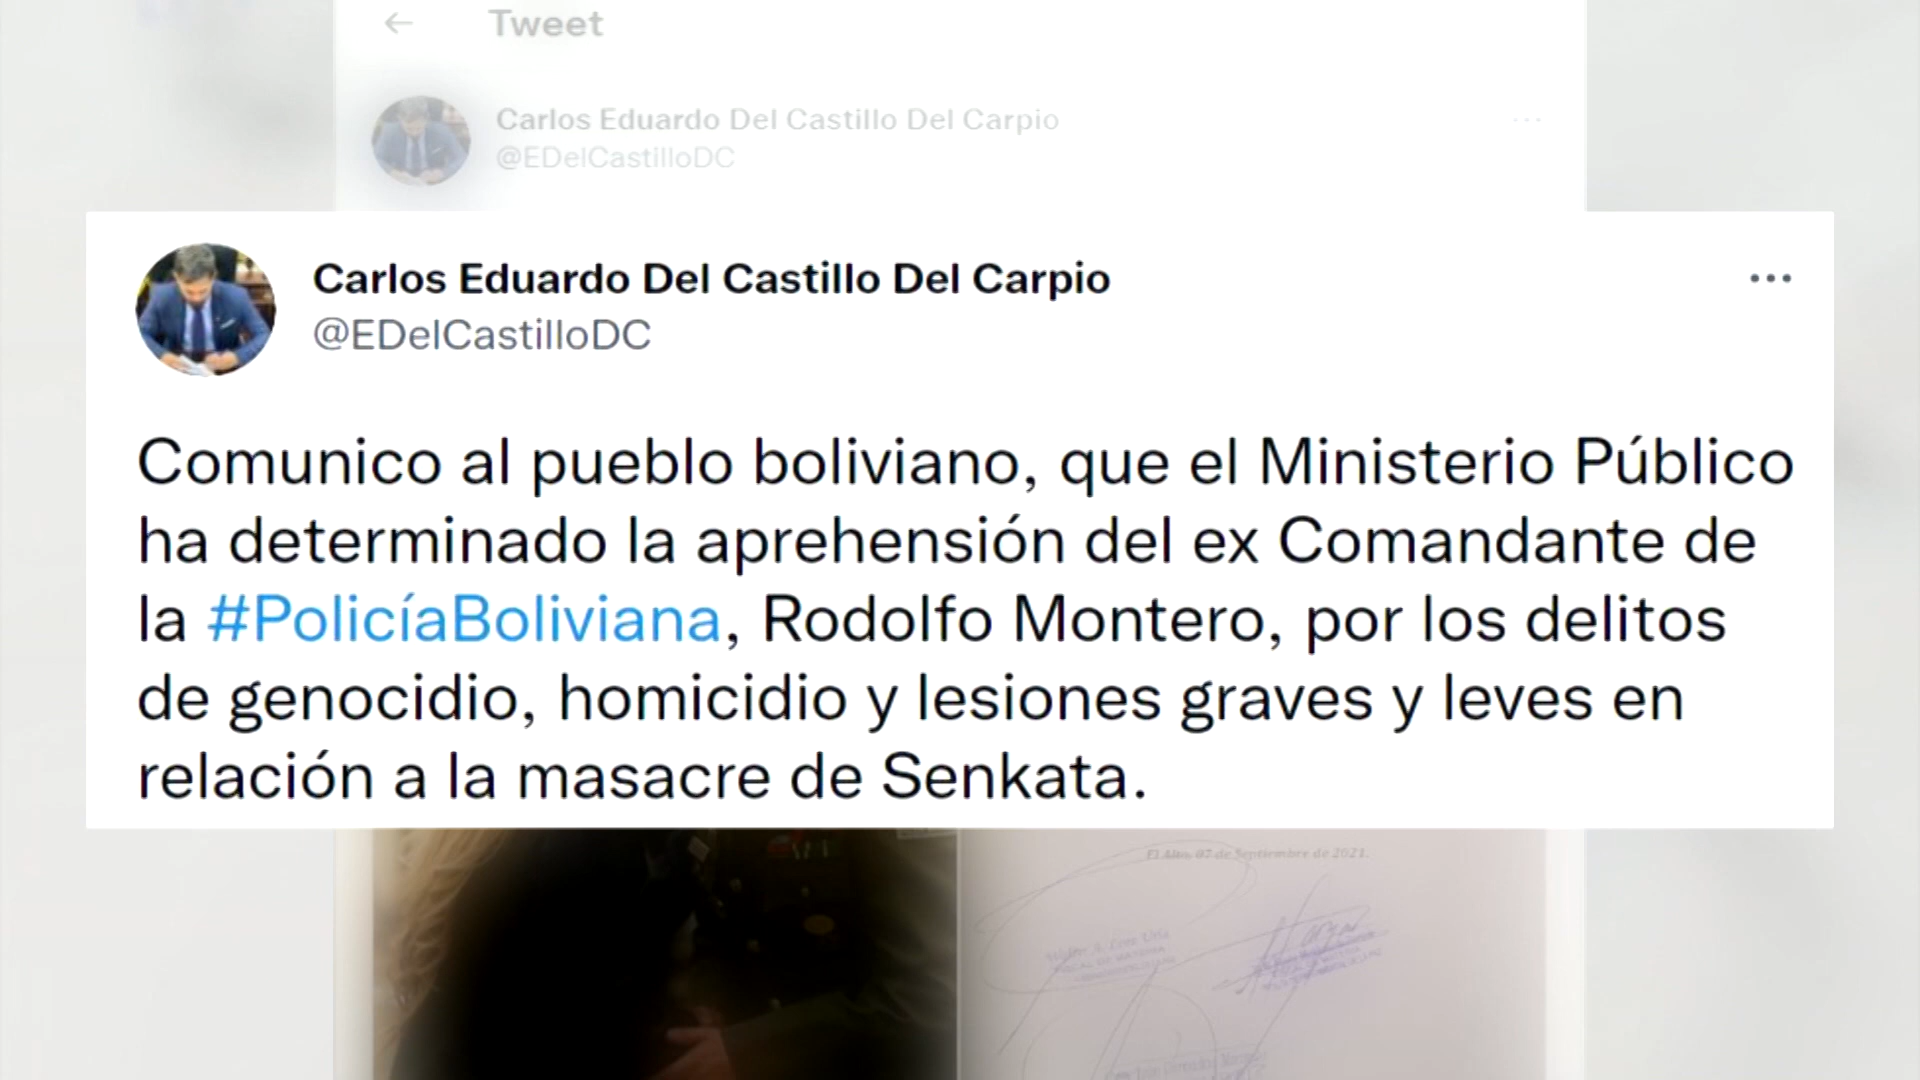 Tweet
Carlos Eduardo Del Castillo Del Carpio
@EDelCastilloDC
Carlos Eduardo Del Castillo Del Carpio
@EDelCastilloDC
Comunico al pueblo boliviano, que el Ministerio Público
ha determinado la aprehensión del ex Comandante de
la #PolicíaBoliviana, Rodolfo Montero, por los delitos
de genocidio, homicidio y lesiones graves y leves en
relación a la masacre de Senkata.
El Alto, 07 de Septiembre de 2021.